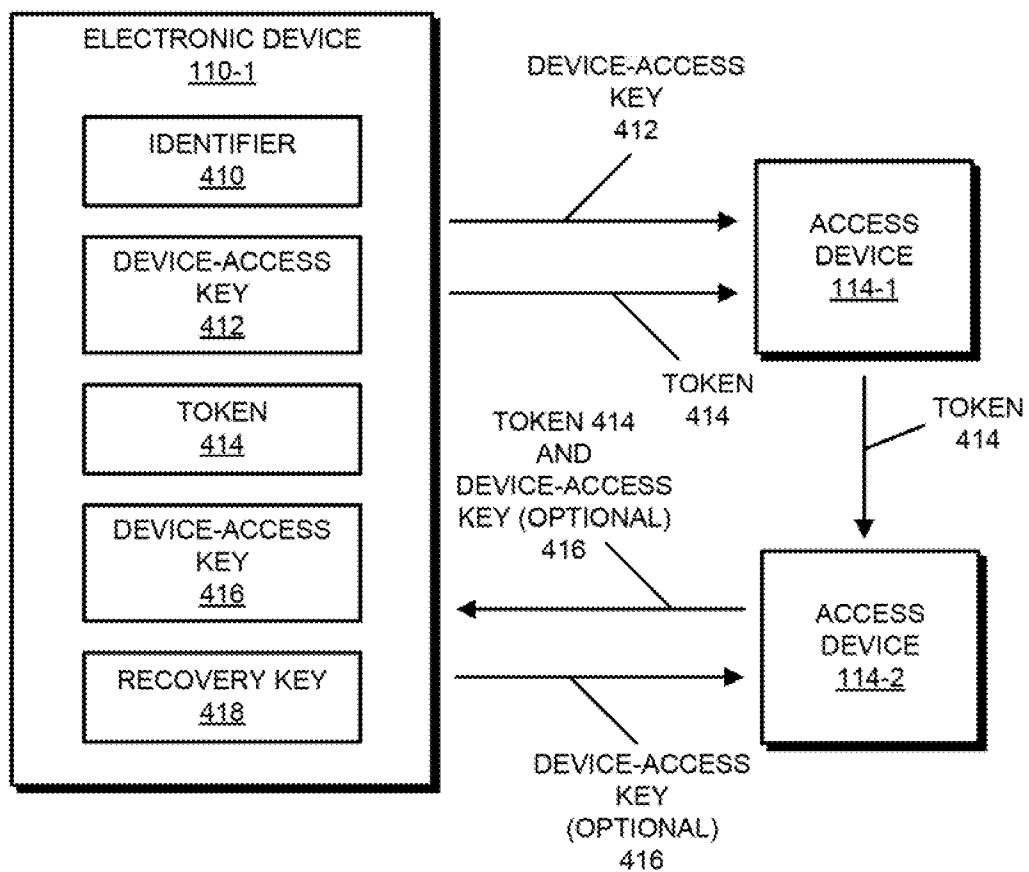 ELECTRONIC DEVICE
110-1
IDENTIFIER
410
DEVICE-ACCESS
KEY
412
TOKEN
414
DEVICE-ACCESS
KEY
416
RECOVERY KEY
418
DEVICE-ACCESS
KEY
412
TOKEN
414
ACCESS
DEVICE
114-1
TOKEN
414
TOKEN 414
AND
DEVICE-ACCESS
KEY (OPTIONAL)
416
ACCESS
DEVICE
114-2
DEVICE-ACCESS
KEY
(OPTIONAL)
416